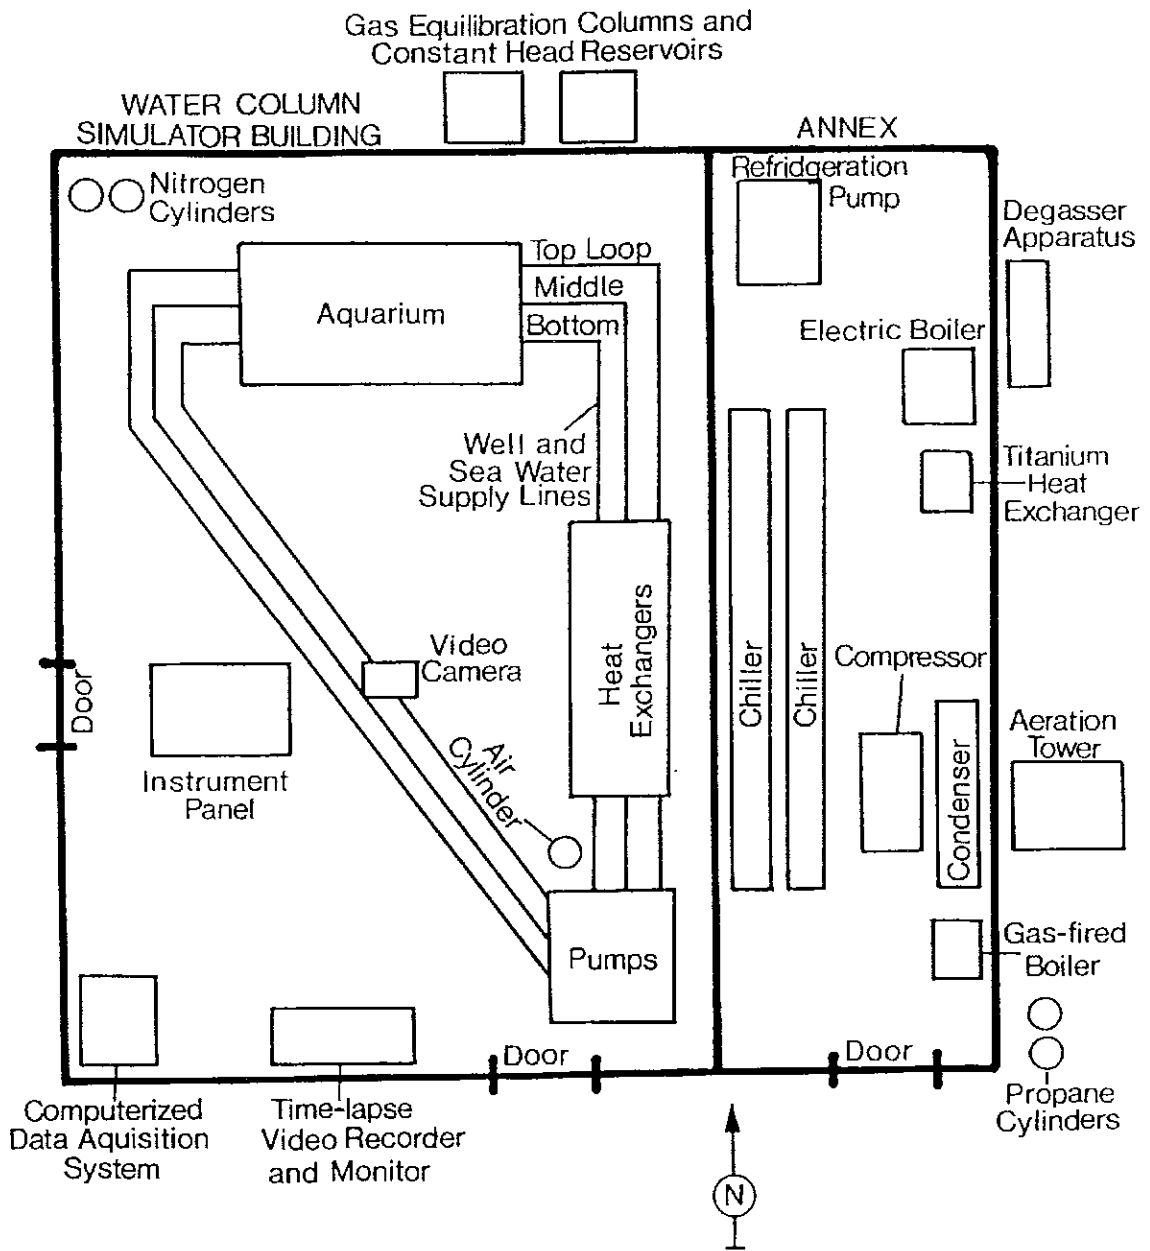 Gas Equilibration Columns and
Constant Head Reservoirs
WATER COLUMN
SIMULATOR BUILDING
ANNEX
Nitrogen
Cylinders
Refridgeration
Pump
Degasser
Apparatus
Top Loop
Middle
Bottom
Aquarium
Electric Boiler
Well and
Sea Water
Supply Lines
Titanium
Heat
Exchanger
Heat
Exchangers
Video
Camera
Chiller
Chiller
Compressor
Door
Instrument
Panel
Air
Cylinder
Condenser
Aeration
Tower
Pumps
Gas-fired
Boiler
Door
Door
Propane
Cylinders
Computerized
Data Aquisition
System
Time-lapse
Video Recorder
and Monitor
N